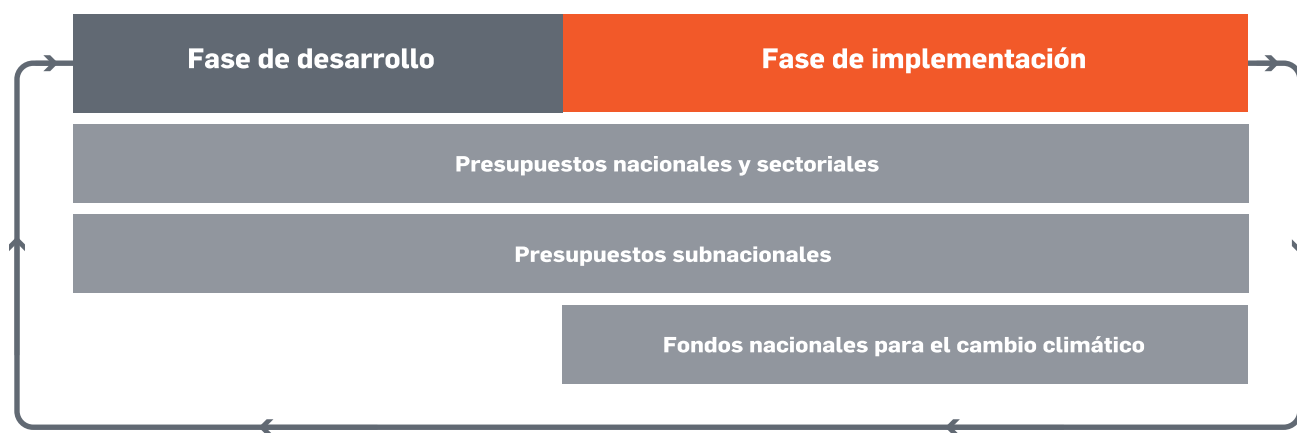 Fase de desarrollo
Fase de implementación
Presupuestos nacionales y sectoriales
Presupuestos subnacionales
Fondos nacionales para el cambio climático